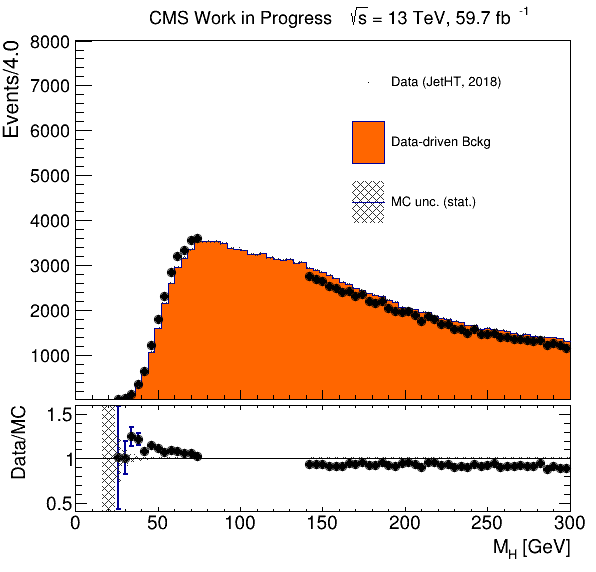 CMS Work in Progress √s = 13 TeV, 59.7 fb⁻¹
Events/4.0
8000
7000
6000
5000
4000
3000
2000
1000
Data (JetHT, 2018)
Data-driven Bckg
MC unc. (stat.)
Data/MC
1.5
1
0.5
0 50 100 150 200 250 300
M_H [GeV]